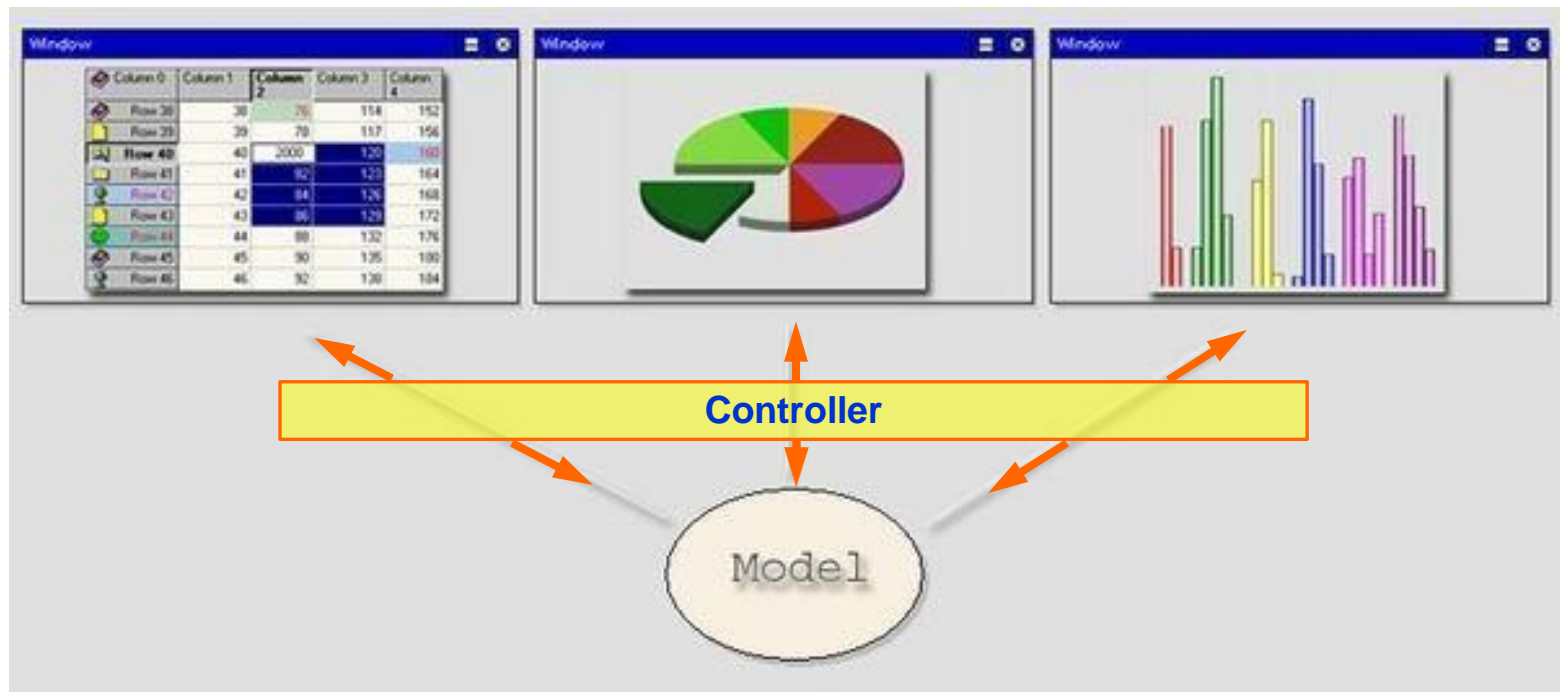 Window
Column 0 Column 1 Column 2 Column 3 Column 4
Row 38 38 76 114 152
Row 39 39 78 117 156
Row 40 40 2000 120 160
Row 41 41 82 123 164
Row 42 42 84 126 168
Row 43 43 86 129 172
Row 44 44 88 132 176
Row 45 45 90 135 180
Row 46 46 92 138 184
Window
Window
Controller
Model